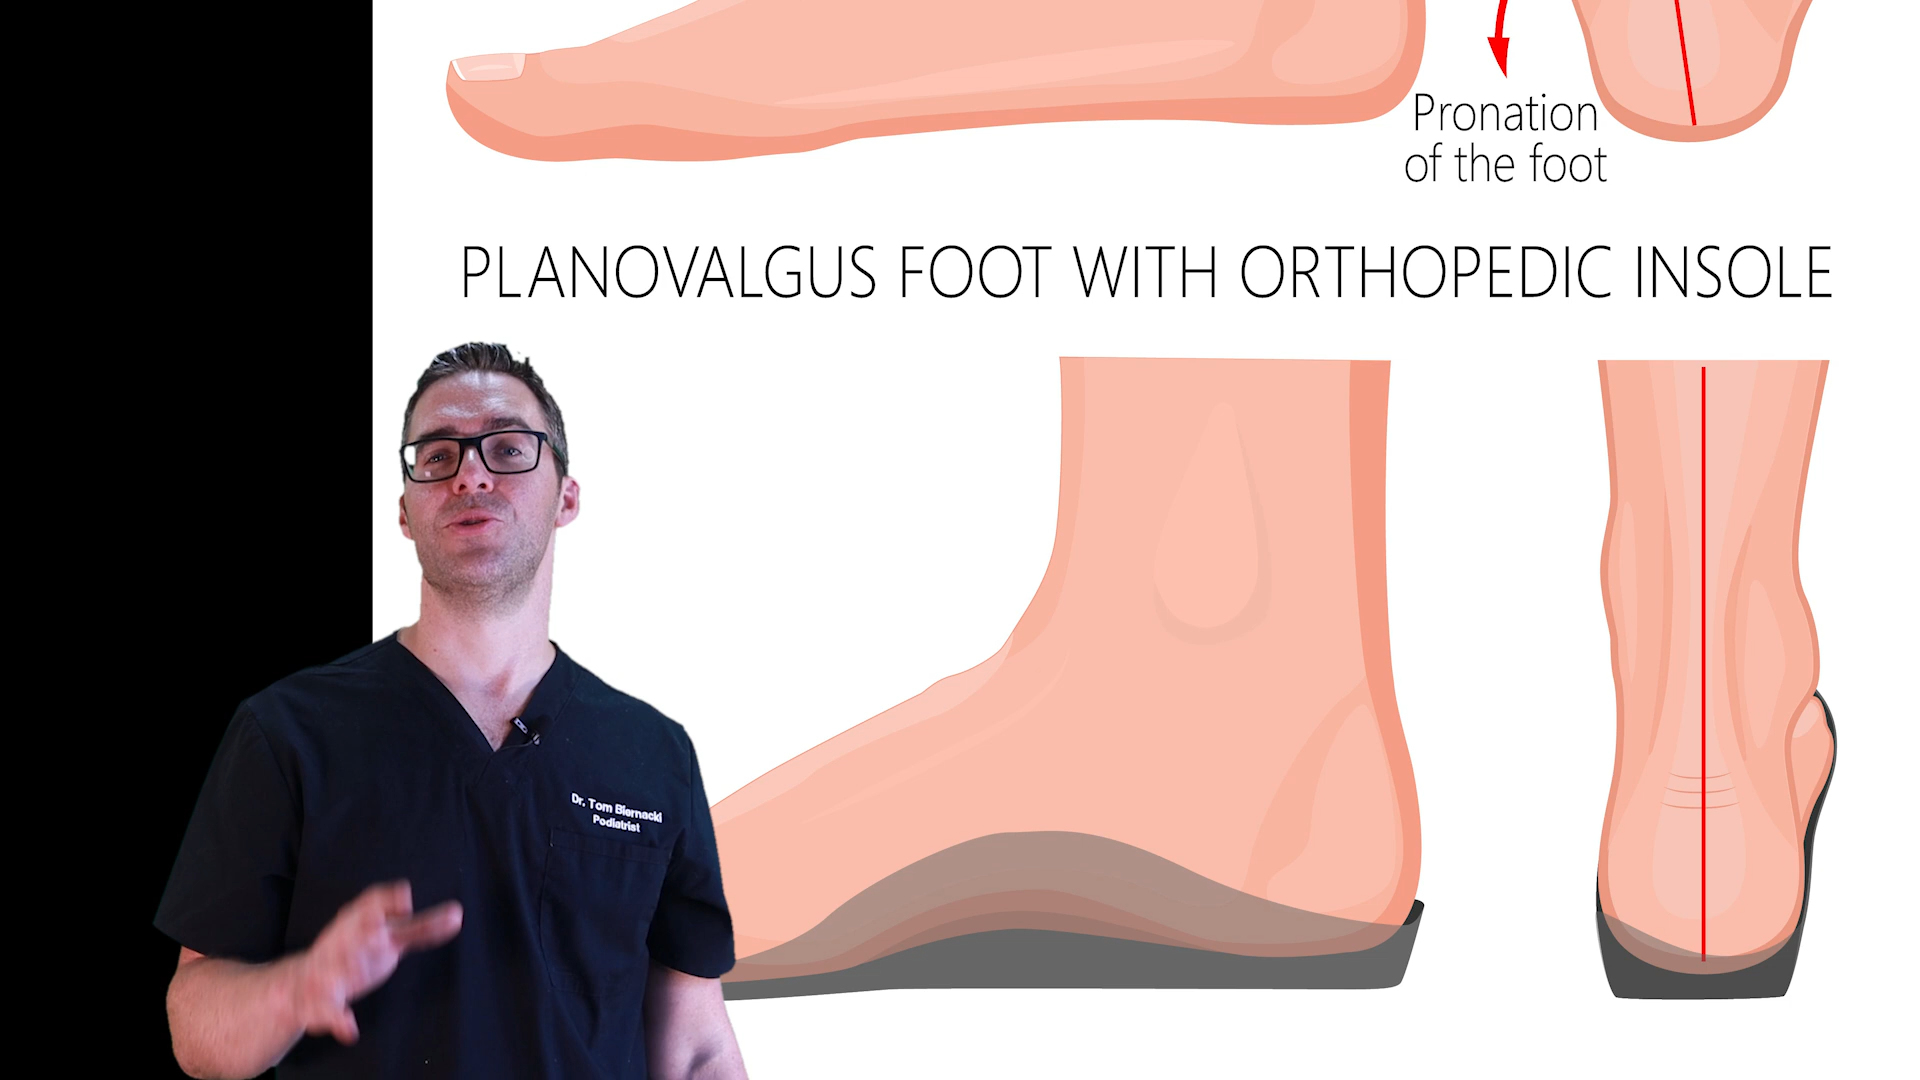 Pronation
of the foot
PLANOVALGUS FOOT WITH ORTHOPEDIC INSOLE
Dr. Tom Biernacki
Podiatrist